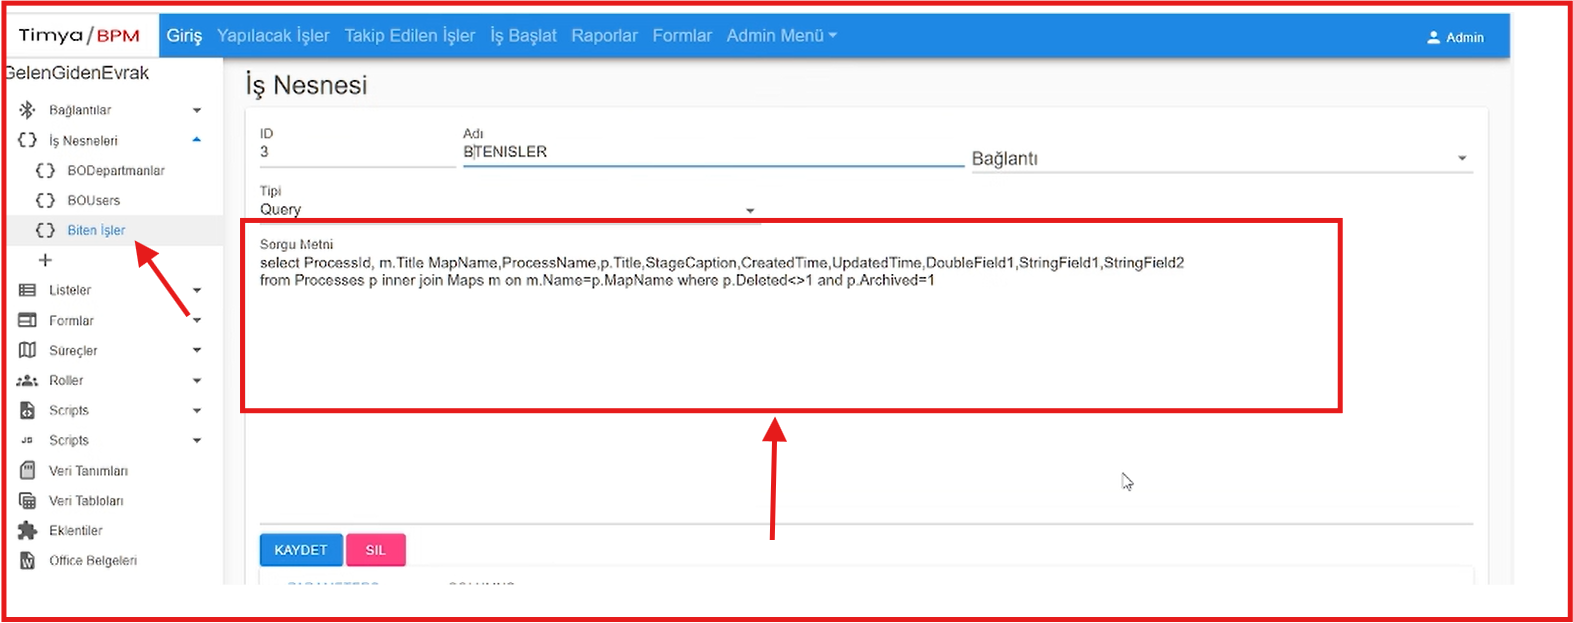 Timya/BPM
Giriş Yapılacak İşler Takip Edilen İşler İş Başlat Raporlar Formlar Admin Menü
Admin
GelenGidenEvrak
Bağlantılar
İş Nesneleri
BODepartmanlar
BOUsers
Biten İşler
Listeler
Formlar
Süreçler
Roller
Scripts
JS Scripts
Veri Tanımları
Veri Tabloları
Eklentiler
Office Belgeleri
İş Nesnesi
ID
3
Adı
BTENISLER
Bağlantı
Tipi
Query
Sorgu Metni
select ProcessId, m.Title MapName,ProcessName,p.Title,StageCaption,CreatedTime,UpdatedTime,DoubleField1,StringField1,StringField2
from Processes p inner join Maps m on m.Name=p.MapName where p.Deleted<>1 and p.Archived=1
KAYDET SIL